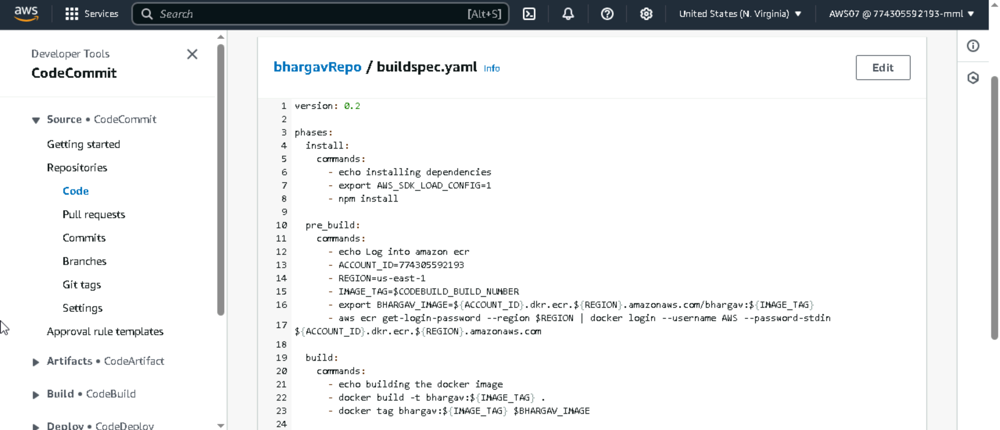 aws
Services
Search
[Alt+S]
United States (N. Virginia)
AWS07 @ 774305592193-mml
Developer Tools
CodeCommit
Source • CodeCommit
Getting started
Repositories
Code
Pull requests
Commits
Branches
Git tags
Settings
Approval rule templates
Artifacts • CodeArtifact
Build • CodeBuild
Deploy • CodeDeploy
bhargavRepo / buildspec.yaml Info
Edit
1 version: 0.2
2
3 phases:
4   install:
5     commands:
6       - echo installing dependencies
7       - export AWS_SDK_LOAD_CONFIG=1
8       - npm install
9
10   pre_build:
11     commands:
12       - echo Log into amazon ecr
13       - ACCOUNT_ID=774305592193
14       - REGION=us-east-1
15       - IMAGE_TAG=$CODEBUILD_BUILD_NUMBER
16       - export BHARGAV_IMAGE=${ACCOUNT_ID}.dkr.ecr.${REGION}.amazonaws.com/bhargav:${IMAGE_TAG}
17       - aws ecr get-login-password --region $REGION | docker login --username AWS --password-stdin
${ACCOUNT_ID}.dkr.ecr.${REGION}.amazonaws.com
18
19   build:
20     commands:
21       - echo building the docker image
22       - docker build -t bhargav:${IMAGE_TAG} .
23       - docker tag bhargav:${IMAGE_TAG} $BHARGAV_IMAGE
24